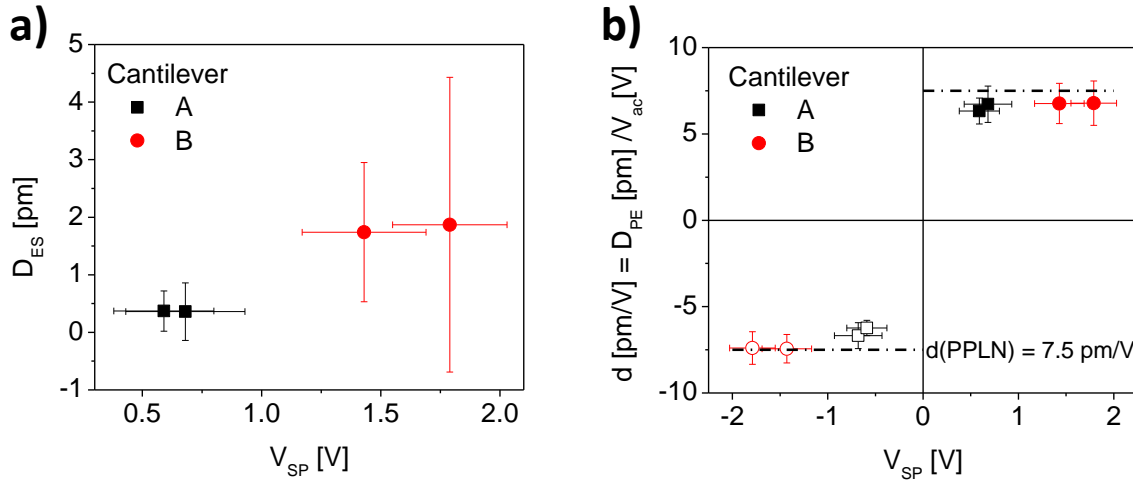 a)
Cantilever
A
B
5
4
3
2
1
0
-1
0.5 1.0 1.5 2.0
D_ES [pm]
V_SP [V]
b)
Cantilever
A
B
10
5
0
-5
-10
-2 -1 0 1 2
d [pm/V] = D_PE [pm] /V_ac[V]
d(PPLN) = 7.5 pm/V
V_SP [V]